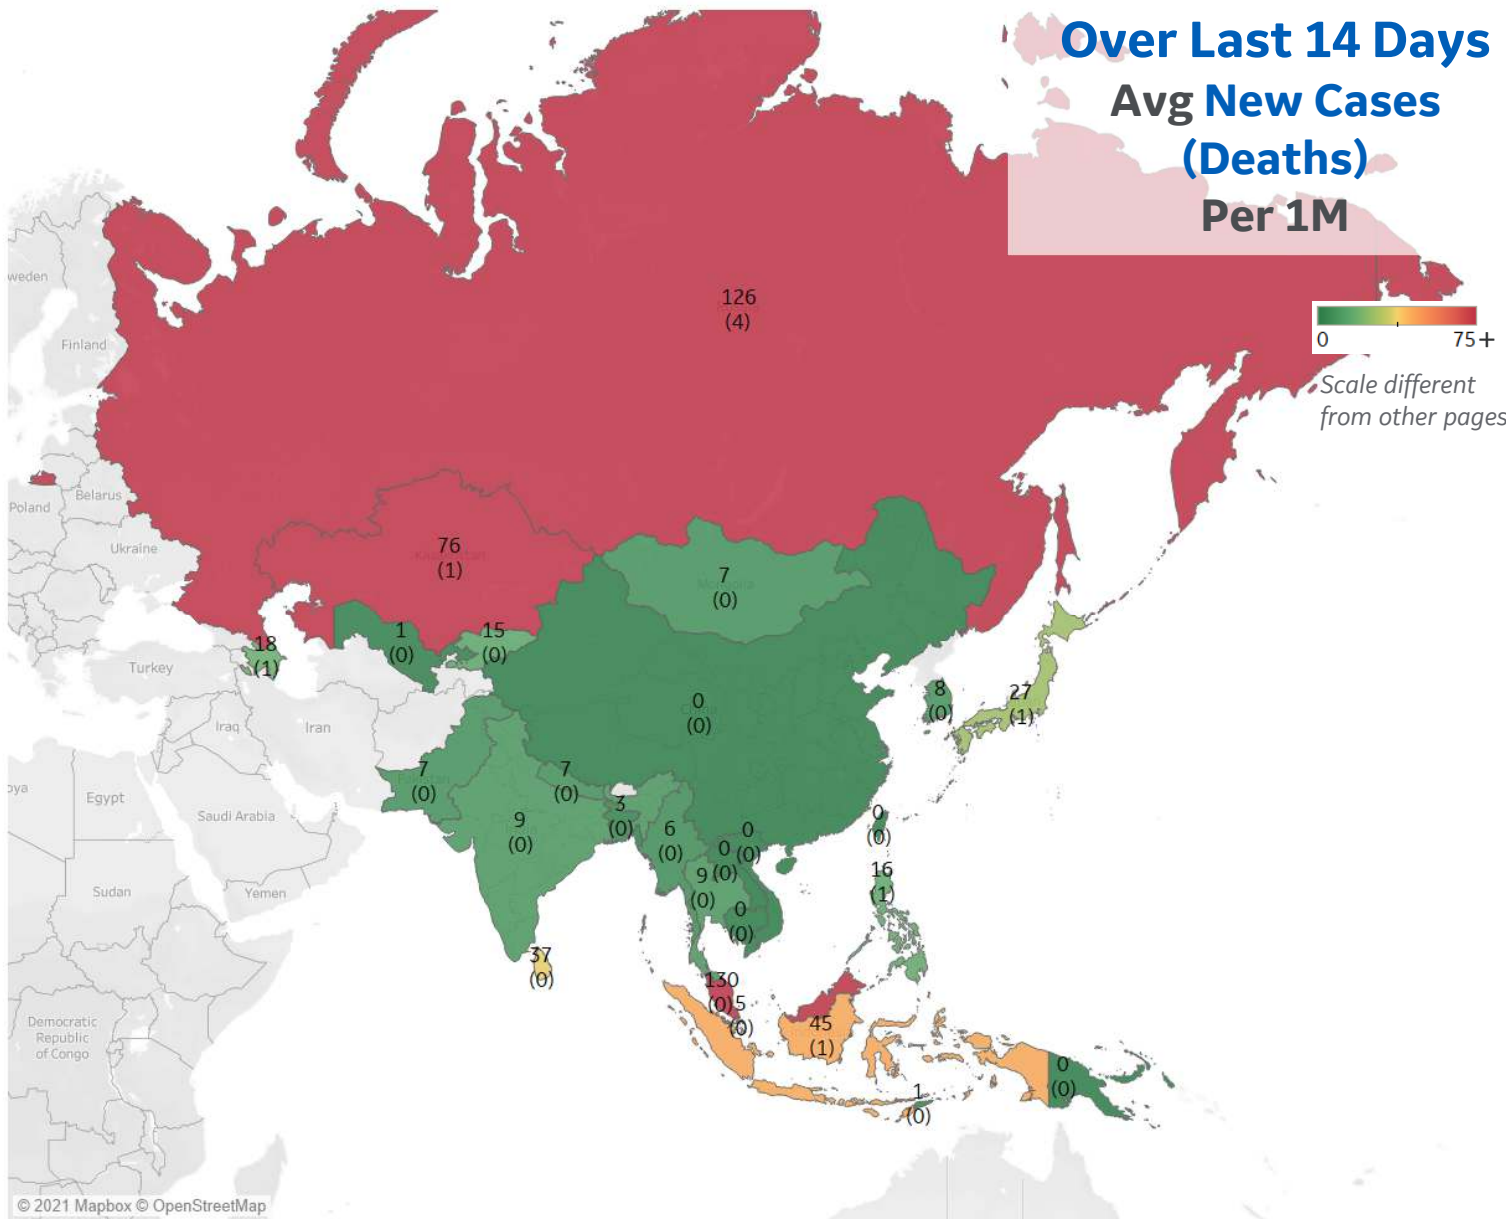 Over Last 14 Days
Avg New Cases
(Deaths)
Per 1M
126
(4)
0 75+
Scale different
from other pages
weden
Finland
Belarus
Poland
Ukraine
76
(1)
7
(0)
1
(0)
15
(0)
18
(1)
Turkey
8
(0)
27
(1)
0
(0)
Iraq
Iran
7
(0)
7
(0)
oya
Egypt
Saudi Arabia
9
(0)
3
(0)
6
(0)
0
(0)
0
(0)
0
(0)
16
(1)
9
(0)
0
(0)
Sudan
Yemen
37
(0)
130
(0)
5
(0)
45
(1)
Democratic
Republic
of Congo
0
(0)
1
(0)
© 2021 Mapbox © OpenStreetMap